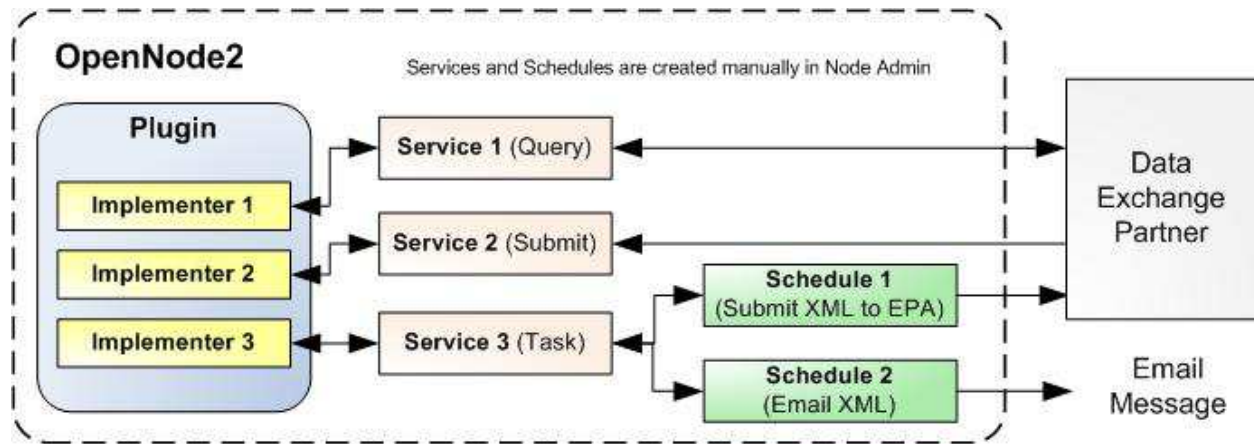 OpenNode2
Services and Schedules are created manually in Node Admin
Plugin
Implementer 1
Implementer 2
Implementer 3
Service 1 (Query)
Service 2 (Submit)
Service 3 (Task)
Schedule 1
(Submit XML to EPA)
Schedule 2
(Email XML)
Data
Exchange
Partner
Email
Message